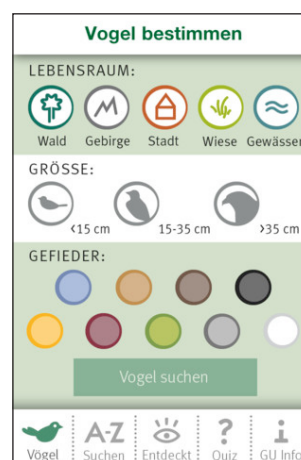 Vogel bestimmen
LEBENSRAUM:
Wald Gebirge Stadt Wiese Gewässer
GRÖSSE:
<15 cm 15-35 cm >35 cm
GEFIEDER:
Vogel suchen
A-Z ?
Vögel Suchen Entdeckt Quiz GU Info